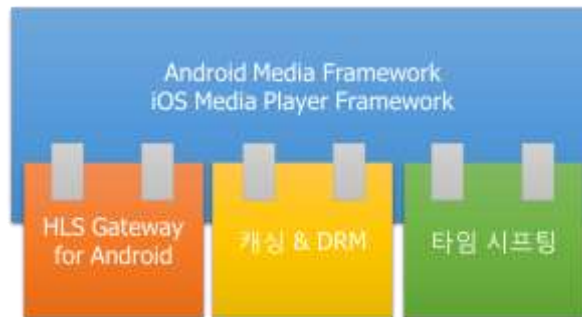 Android Media Framework
iOS Media Player Framework
HLS Gateway
for Android
캐싱 & DRM
타임 시프팅